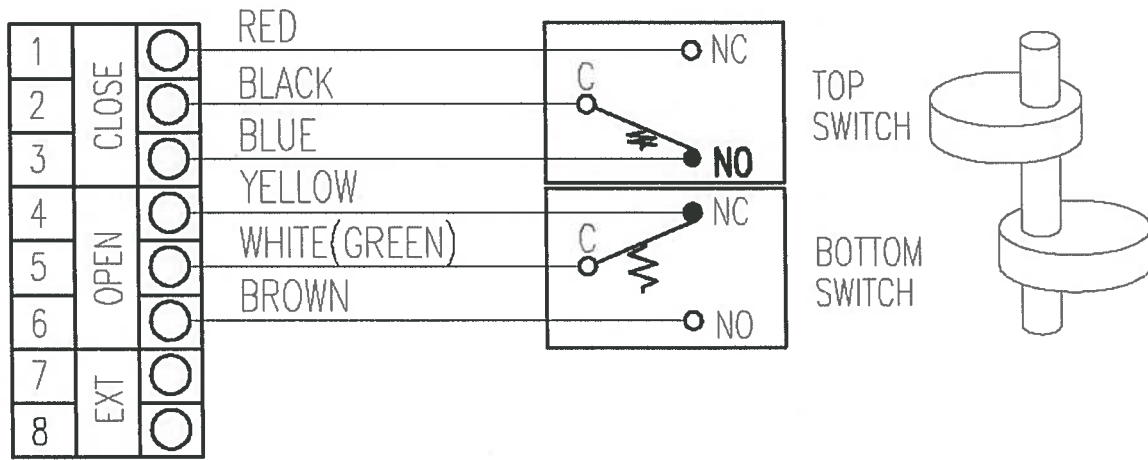 1
2
3
4
5
6
7
8
CLOSE
OPEN
EXT
RED
BLACK
BLUE
YELLOW
WHITE(GREEN)
BROWN
NC
C
NO
NC
C
NO
TOP
SWITCH
BOTTOM
SWITCH